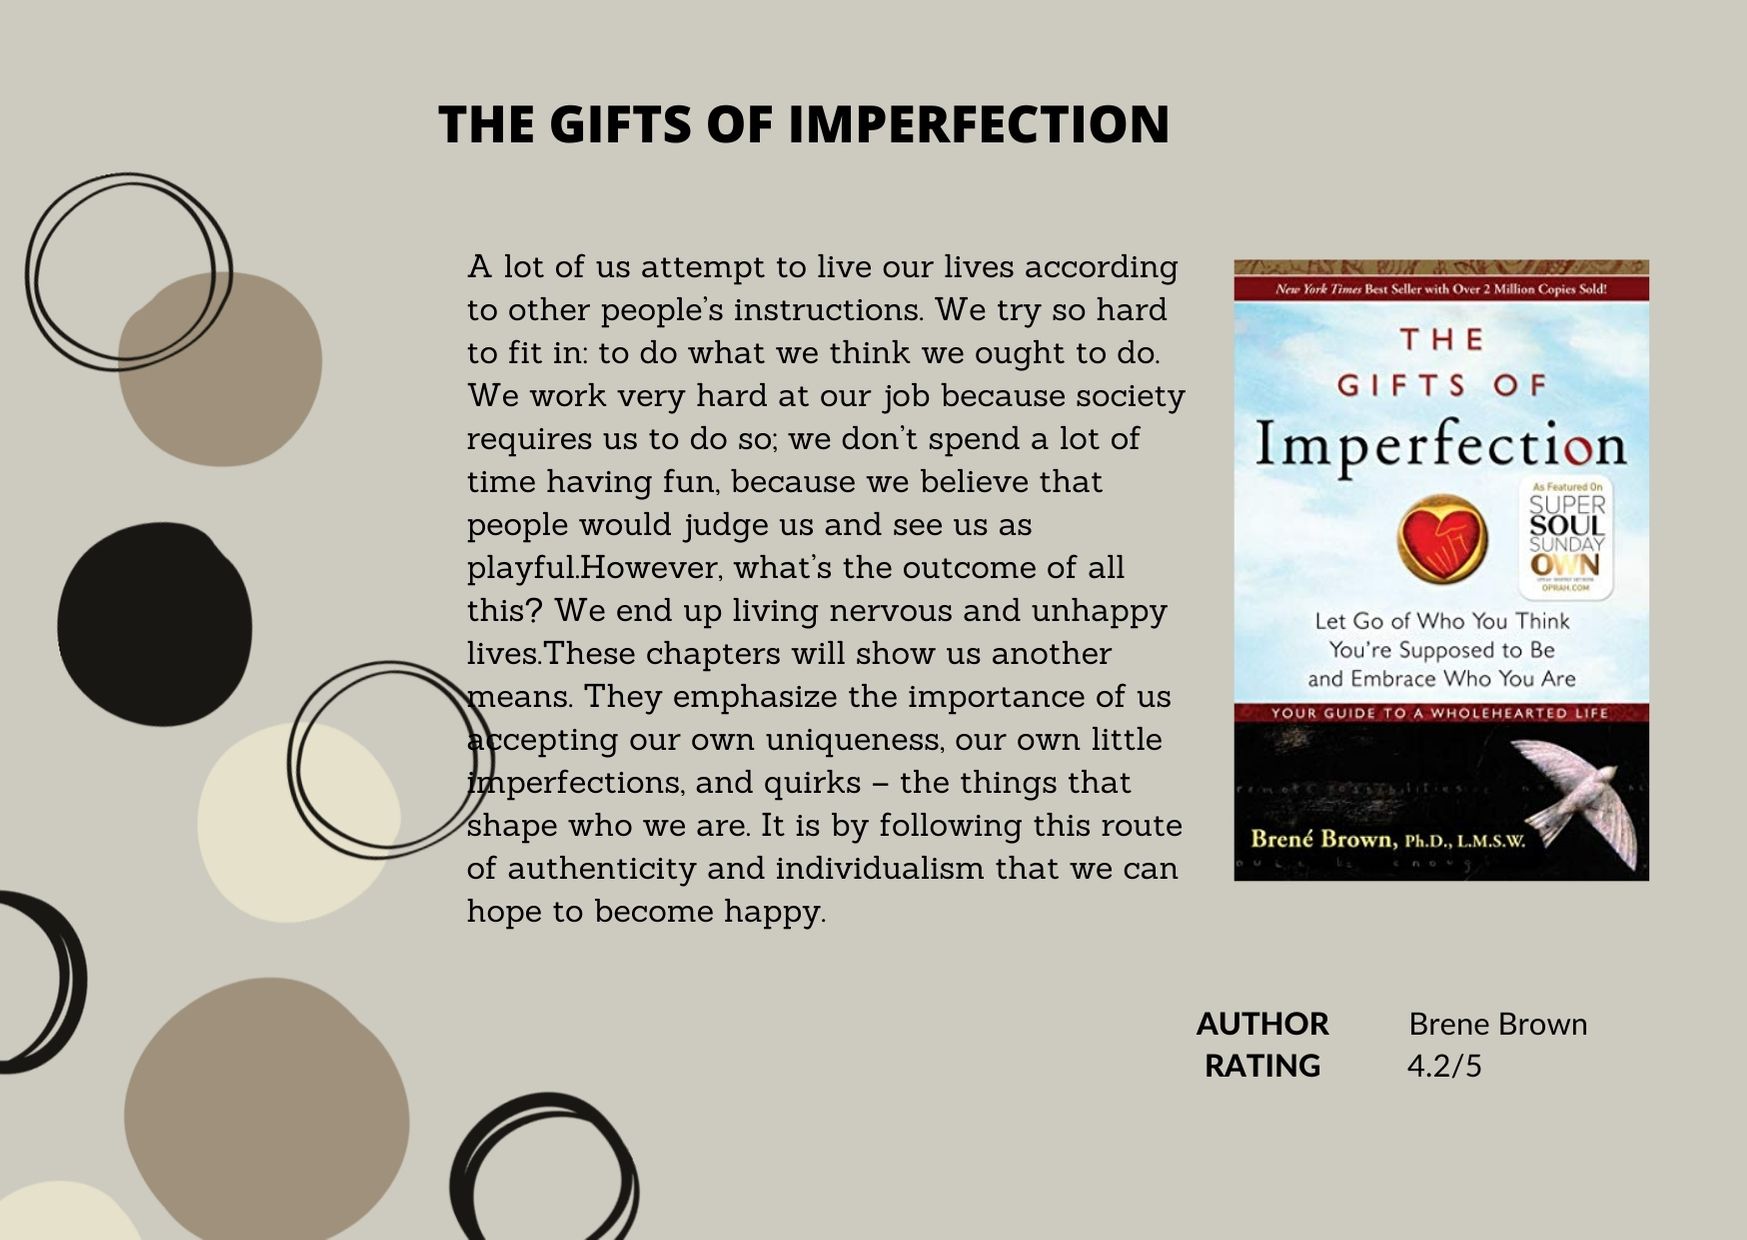 THE GIFTS OF IMPERFECTION
A lot of us attempt to live our lives according
to other people’s instructions. We try so hard
to fit in: to do what we think we ought to do.
We work very hard at our job because society
requires us to do so; we don’t spend a lot of
time having fun, because we believe that
people would judge us and see us as
playful.However, what’s the outcome of all
this? We end up living nervous and unhappy
lives.These chapters will show us another
means. They emphasize the importance of us
accepting our own uniqueness, our own little
imperfections, and quirks – the things that
shape who we are. It is by following this route
of authenticity and individualism that we can
hope to become happy.
New York Times Best Seller with Over 2 Million Copies Sold!
THE
GIFTS OF
Imperfection
As Featured On
SUPER
SOUL
SUNDAY
OWN
OPRAH.COM
Let Go of Who You Think
You're Supposed to Be
and Embrace Who You Are
YOUR GUIDE TO A WHOLEHEARTED LIFE
Brené Brown, Ph.D., L.M.S.W.
AUTHOR Brene Brown
RATING 4.2/5